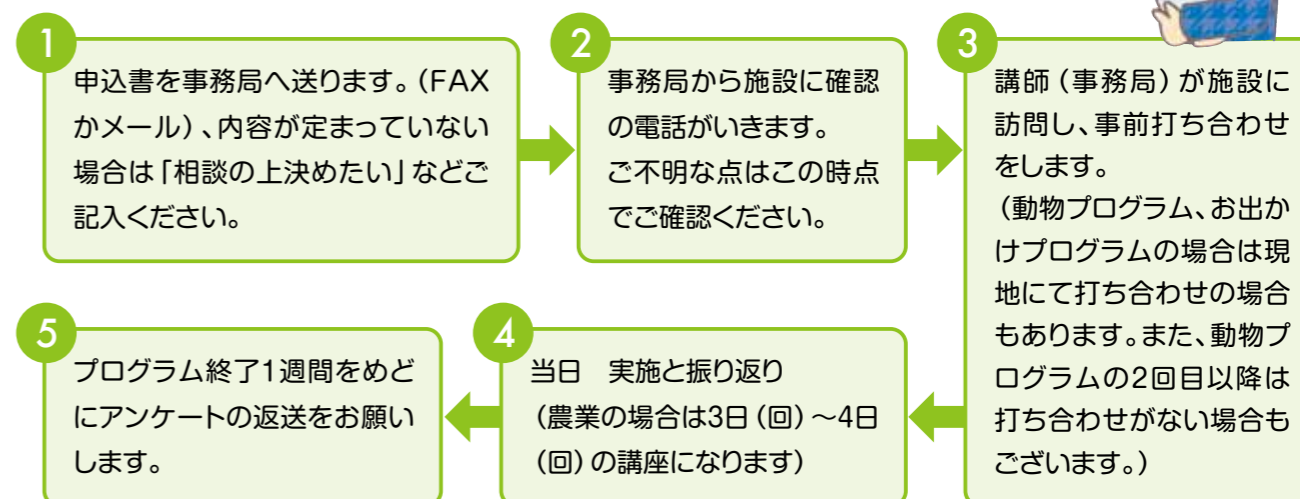 1
申込書を事務局へ送ります。(FAX
かメール)、内容が定まっていない
場合は「相談の上決めたい」などご
記入ください。
2
事務局から施設に確認
の電話がいきます。
ご不明な点はこの時点
でご確認ください。
3
講師(事務局)が施設に
訪問し、事前打ち合わせ
をします。
(動物プログラム、お出か
けプログラムの場合は現
地にて打ち合わせの場合
もあります。また、動物プ
ログラムの2回目以降は
打ち合わせがない場合も
ございます。)
4
当日 実施と振り返り
(農業の場合は3日(回)~4日
(回)の講座になります)
5
プログラム終了1週間をめど
にアンケートの返送をお願い
します。